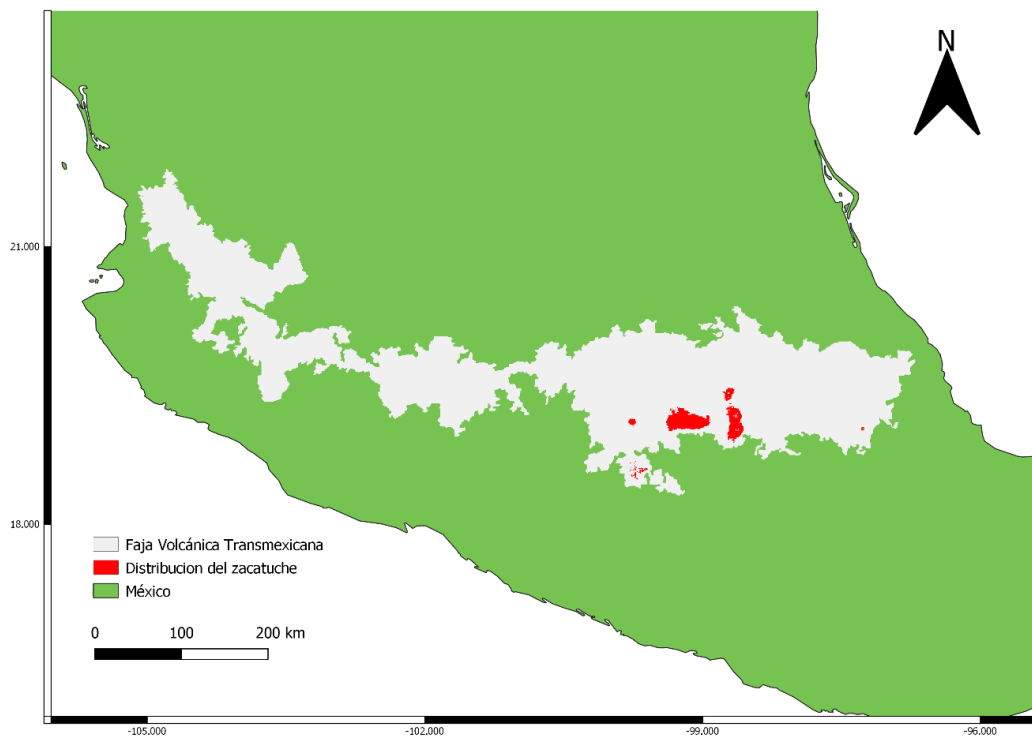 N
21.000
18.000
Faja Volcánica Transmexicana
Distribucion del zacatuche
México
0 100 200 km
-105.000 -102.000 -99.000 -96.000